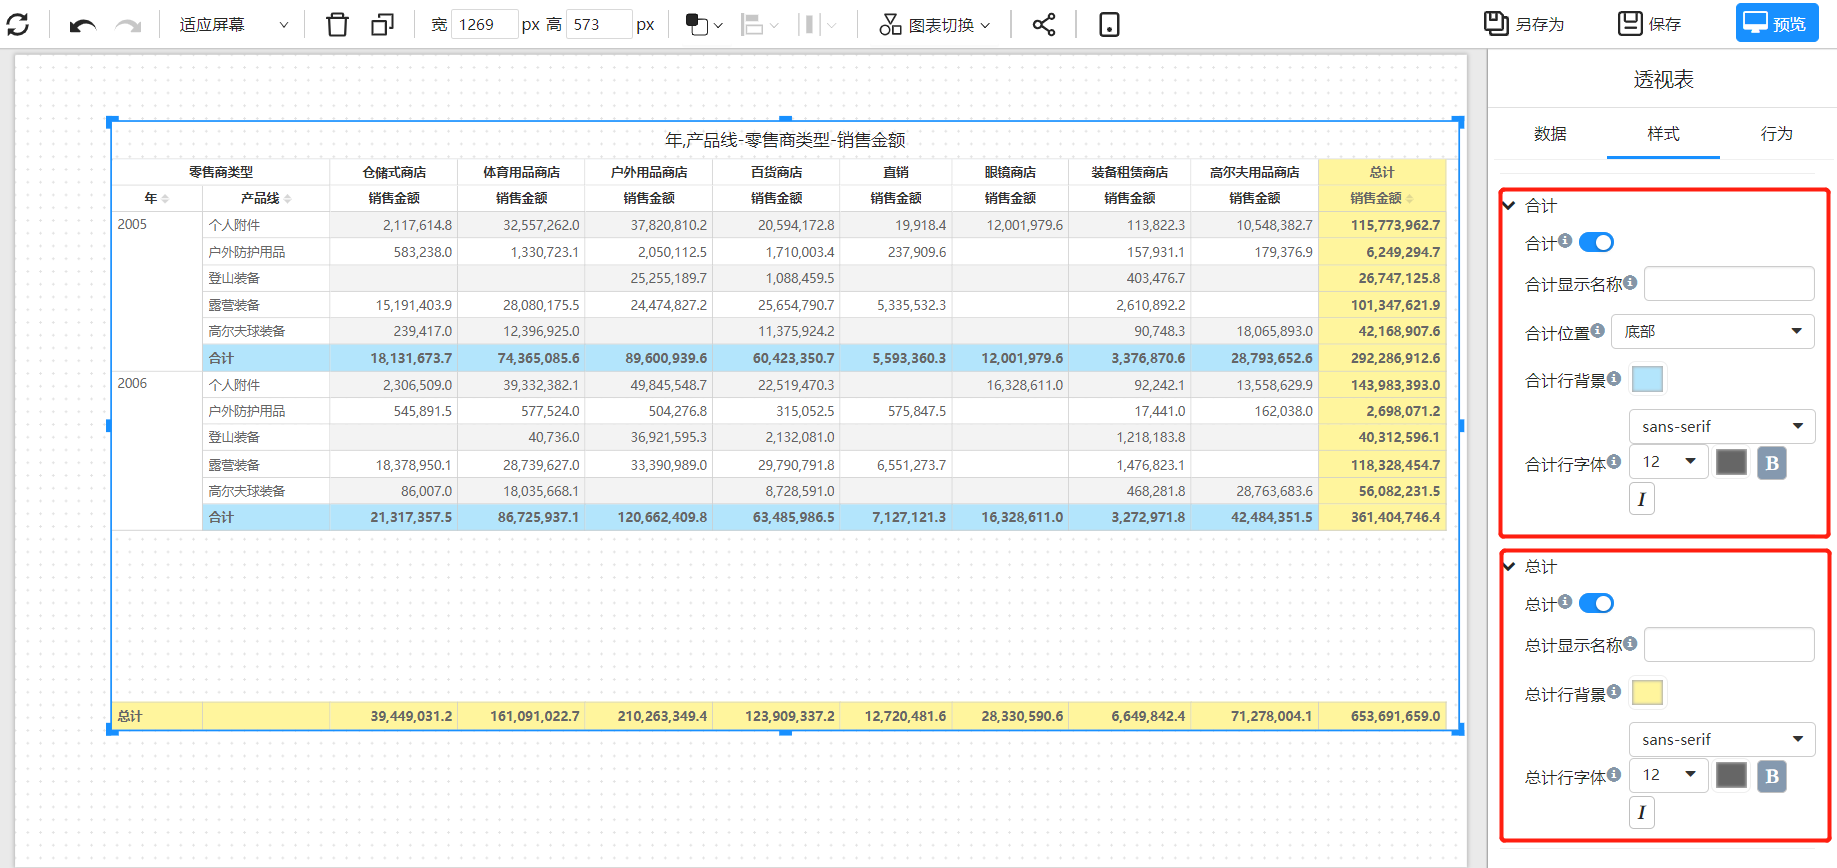 适应屏幕 宽 1269 px 高 573 px 图表切换 另存为 保存 预览
年,产品线-零售商类型-销售金额
零售商类型 仓储式商店 体育用品商店 户外用品商店 百货商店 直销 眼镜商店 装备租赁商店 高尔夫用品商店 总计
年 产品线 销售金额 销售金额 销售金额 销售金额 销售金额 销售金额 销售金额 销售金额 销售金额
2005 个人附件 2,117,614.8 32,557,262.0 37,820,810.2 20,594,172.8 19,918.4 12,001,979.6 113,822.3 10,548,382.7 115,773,962.7
户外防护用品 583,238.0 1,330,723.1 2,050,112.5 1,710,003.4 237,909.6 157,931.1 179,376.9 6,249,294.7
登山装备 25,255,189.7 1,088,459.5 403,476.7 26,747,125.8
露营装备 15,191,403.9 28,080,175.5 24,474,827.2 25,654,790.7 5,335,532.3 2,610,892.2 101,347,621.9
高尔夫球装备 239,417.0 12,396,925.0 11,375,924.2 90,748.3 18,065,893.0 42,168,907.6
合计 18,131,673.7 74,365,085.6 89,600,939.6 60,423,350.7 5,593,360.3 12,001,979.6 3,376,870.6 28,793,652.6 292,286,912.6
2006 个人附件 2,306,509.0 39,332,382.1 49,845,548.7 22,519,470.3 16,328,611.0 92,242.1 13,558,629.9 143,983,393.0
户外防护用品 545,891.5 577,524.0 504,276.8 315,052.5 575,847.5 17,441.0 162,038.0 2,698,071.2
登山装备 40,736.0 36,921,595.3 2,132,081.0 1,218,183.8 40,312,596.1
露营装备 18,378,950.1 28,739,627.0 33,390,989.0 29,790,791.8 6,551,273.7 1,476,823.1 118,328,454.7
高尔夫球装备 86,007.0 18,035,668.1 8,728,591.0 468,281.8 28,763,683.6 56,082,231.5
合计 21,317,357.5 86,725,937.1 120,662,409.8 63,485,986.5 7,127,121.3 16,328,611.0 3,272,971.8 42,484,351.5 361,404,746.4
总计 39,449,031.2 161,091,022.7 210,263,349.4 123,909,337.2 12,720,481.6 28,330,590.6 6,649,842.4 71,278,004.1 653,691,659.0
透视表
数据 样式 行为
合计
合计
合计显示名称
合计位置 底部
合计行背景
sans-serif
合计行字体 12 B
I
总计
总计
总计显示名称
总计行背景
sans-serif
总计行字体 12 B
I